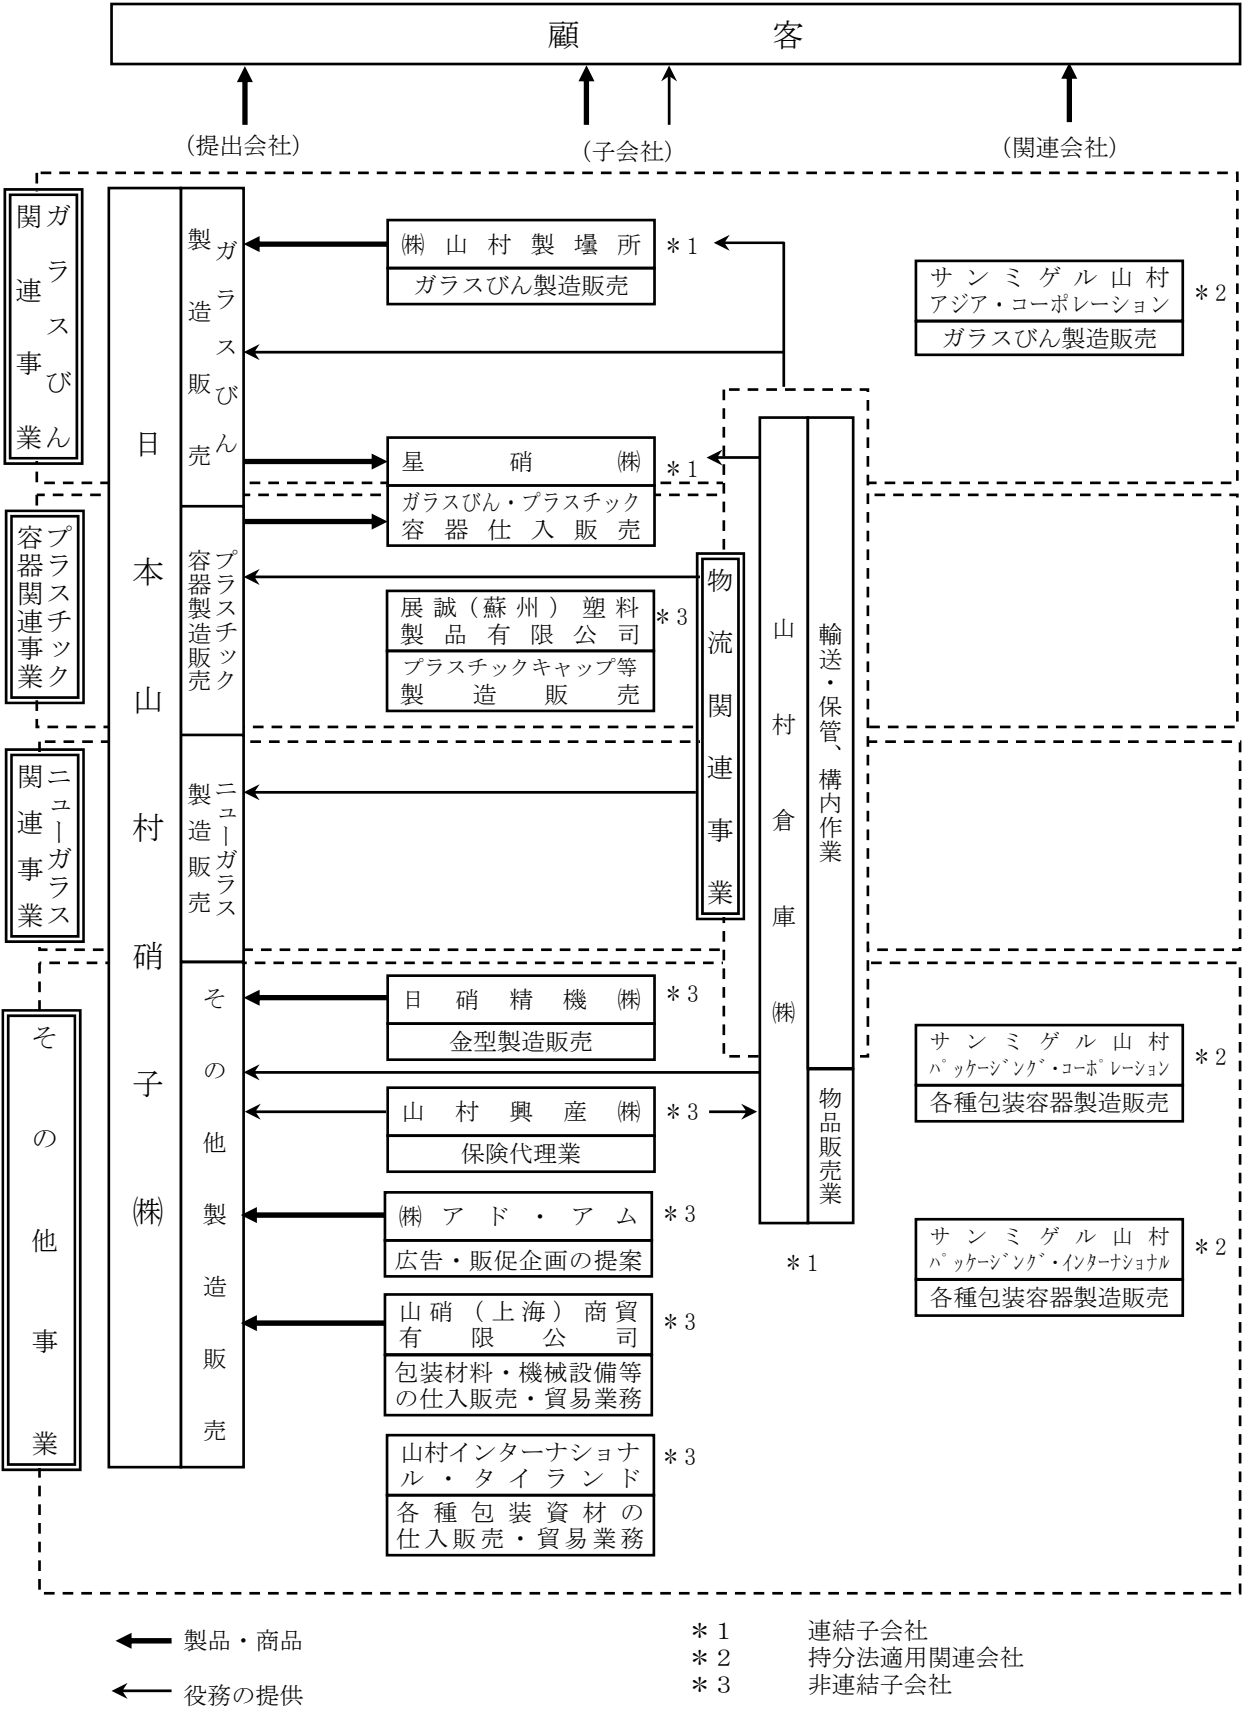 顧客
(提出会社)
(子会社)
(関連会社)
ガラスびん
関連事業
日本山村硝子㈱
ガラスびん
製造販売
㈱山村製壜所
＊1
ガラスびん製造販売
サンミゲル山村
アジア・コーポレーション
＊2
ガラスびん製造販売
星硝㈱
＊1
ガラスびん・プラスチック
容器仕入販売
プラスチック
容器関連事業
プラスチック
容器製造販売
展誠(蘇州)塑料
製品有限公司
＊3
プラスチックキャップ等
製造販売
物流関連事業
山村倉庫㈱
輸送・保管、構内作業
物品販売業
＊1
ニューガラス
関連事業
ニューガラス
製造販売
その他事業
その他製造販売
日硝精機㈱
＊3
金型製造販売
山村興産㈱
＊3
保険代理業
㈱アド・アム
＊3
広告・販促企画の提案
山硝(上海)商貿
有限公司
＊3
包装材料・機械設備等
の仕入販売・貿易業務
山村インターナショナ
ル・タイランド
＊3
各種包装資材の
仕入販売・貿易業務
サンミゲル山村
ﾊﾟｯｹｰｼﾞﾝｸﾞ・ｺｰﾎﾟﾚｰｼｮﾝ
＊2
各種包装容器製造販売
サンミゲル山村
ﾊﾟｯｹｰｼﾞﾝｸﾞ・ｲﾝﾀｰﾅｼｮﾅﾙ
＊2
各種包装容器製造販売
製品・商品
役務の提供
＊1 連結子会社
＊2 持分法適用関連会社
＊3 非連結子会社